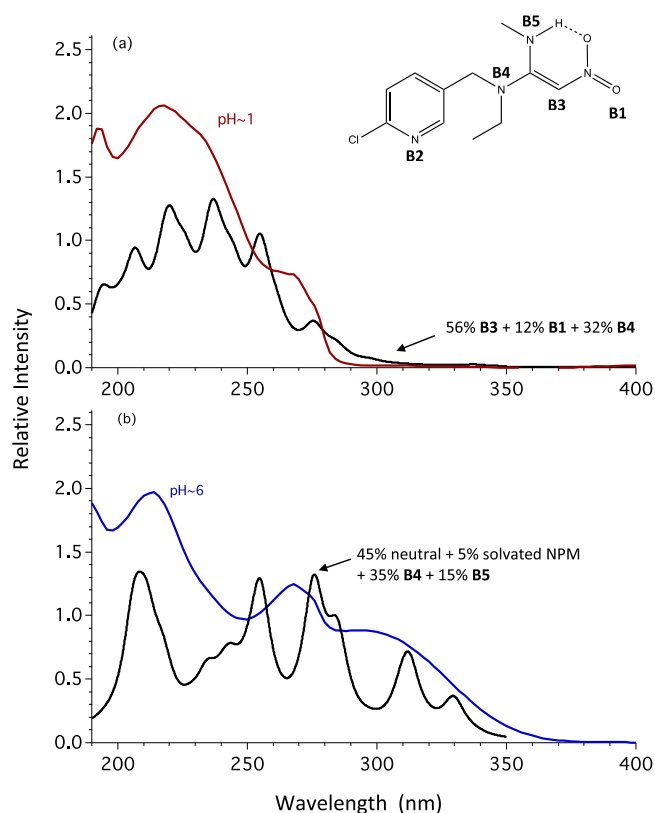 (a)
pH~1
B5
H
O
N
B4
N
N
O
B3
B1
Cl
N
B2
2.5
2.0
1.5
1.0
0.5
0.0
56% B3 + 12% B1 + 32% B4
200
250
300
350
400
Relative Intensity
(b)
pH~6
45% neutral + 5% solvated NPM
+ 35% B4 + 15% B5
2.5
2.0
1.5
1.0
0.5
0.0
200
250
300
350
400
Wavelength (nm)